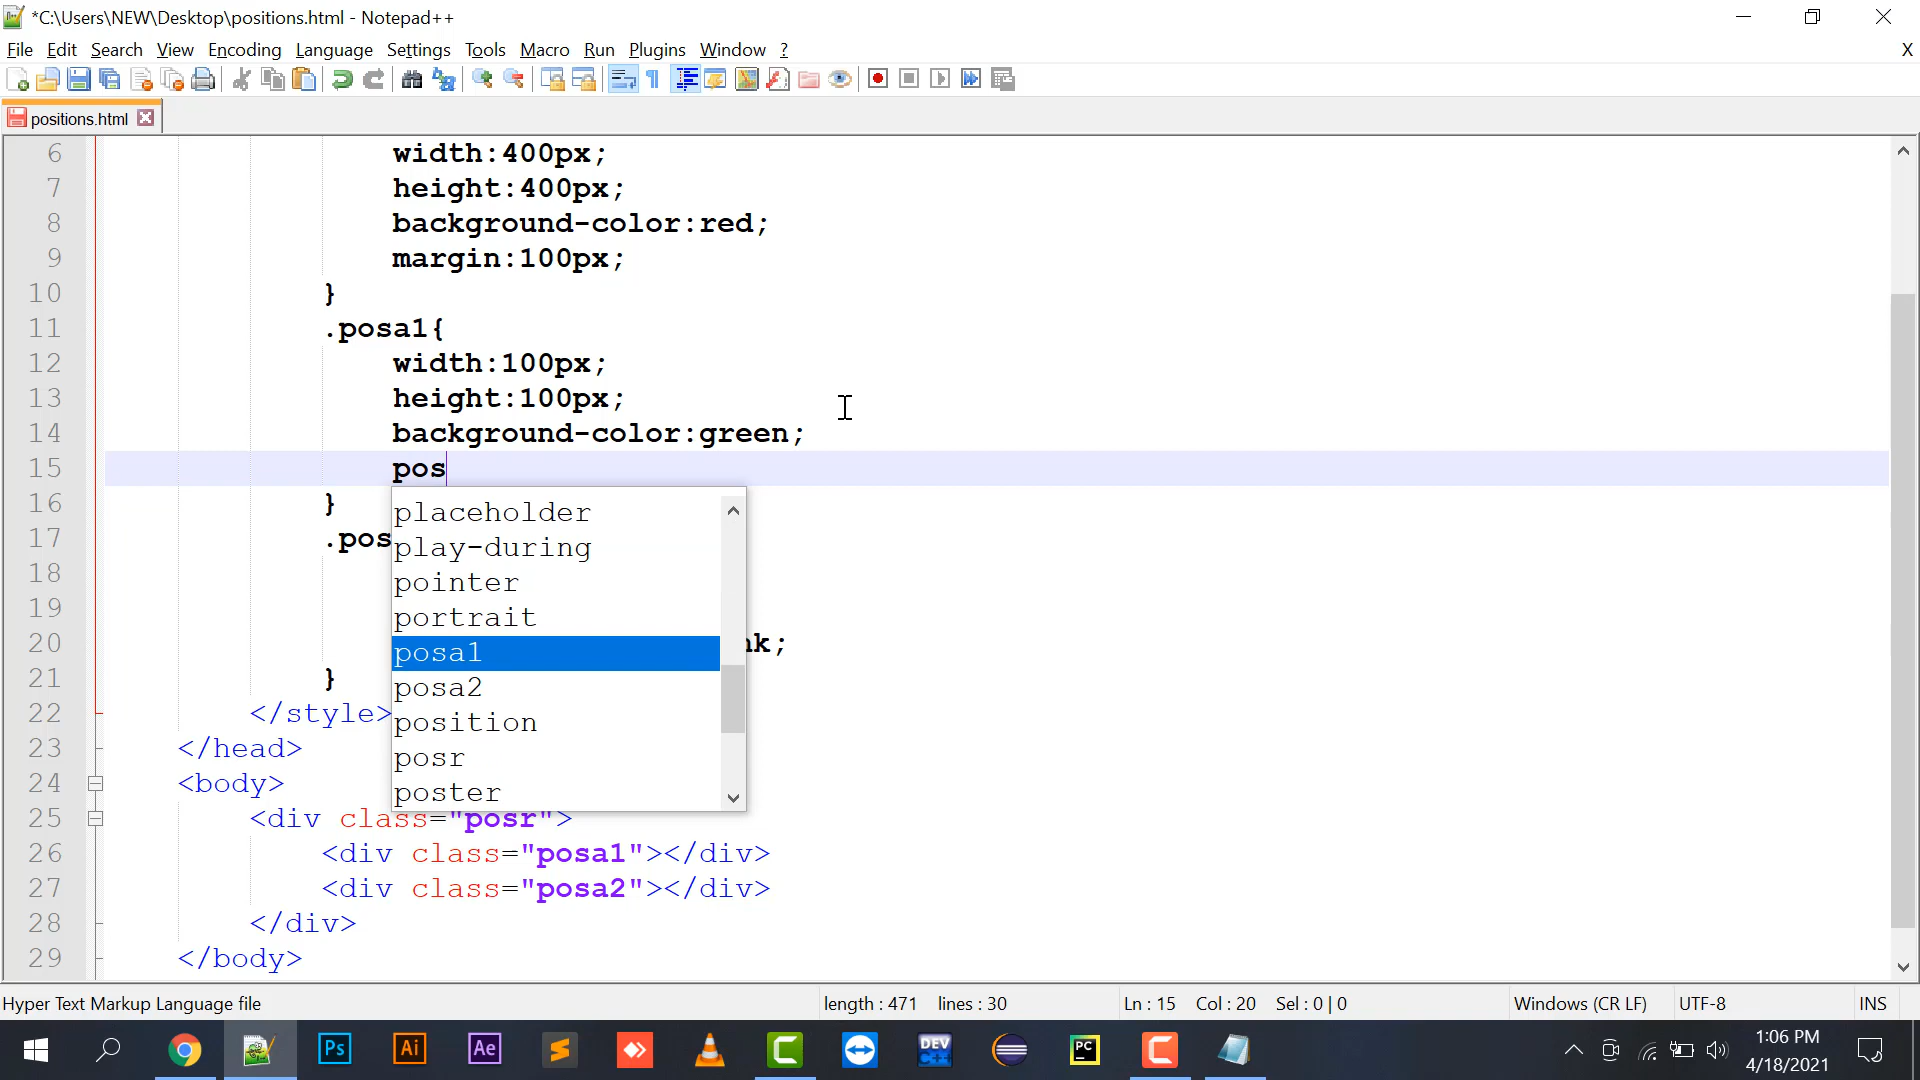 *C:\Users\NEW\Desktop\positions.html - Notepad++
File Edit Search View Encoding Language Settings Tools Macro Run Plugins Window ? X
positions.html
6 width:400px;
7 height:400px;
8 background-color:red;
9 margin:100px;
10 }
11 .posa1{
12 width:100px;
13 height:100px;
14 background-color:green;
15 pos
16 }
17 .pos
18
19
20 nk;
21 }
22 </style>
23 </head>
24 <body>
25 <div class="posr">
26 <div class="posa1"></div>
27 <div class="posa2"></div>
28 </div>
29 </body>
placeholder
play-during
pointer
portrait
posa1
posa2
position
posr
poster
Hyper Text Markup Language file length : 471 lines : 30 Ln : 15 Col : 20 Sel : 0 | 0 Windows (CR LF) UTF-8 INS
Ps Ai Ae DEV C++ PC
1:06 PM
4/18/2021